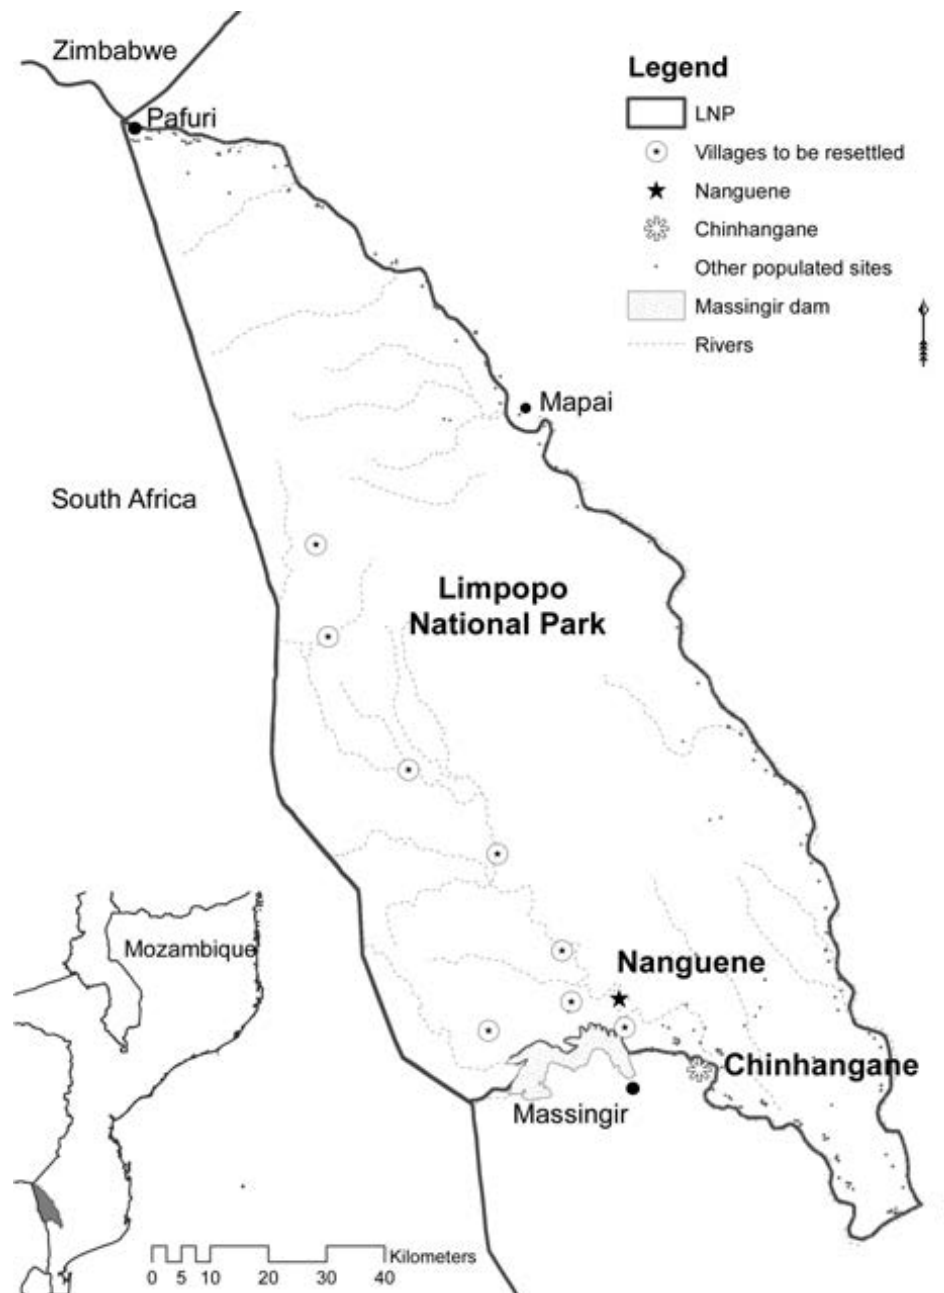 Zimbabwe
Pafuri
Legend
LNP
Villages to be resettled
Nanguene
Chinhangane
Other populated sites
Massingir dam
Rivers
Mapai
South Africa
Limpopo
National Park
Mozambique
Nanguene
Chinhangane
Massingir
Kilometers
0 5 10 20 30 40